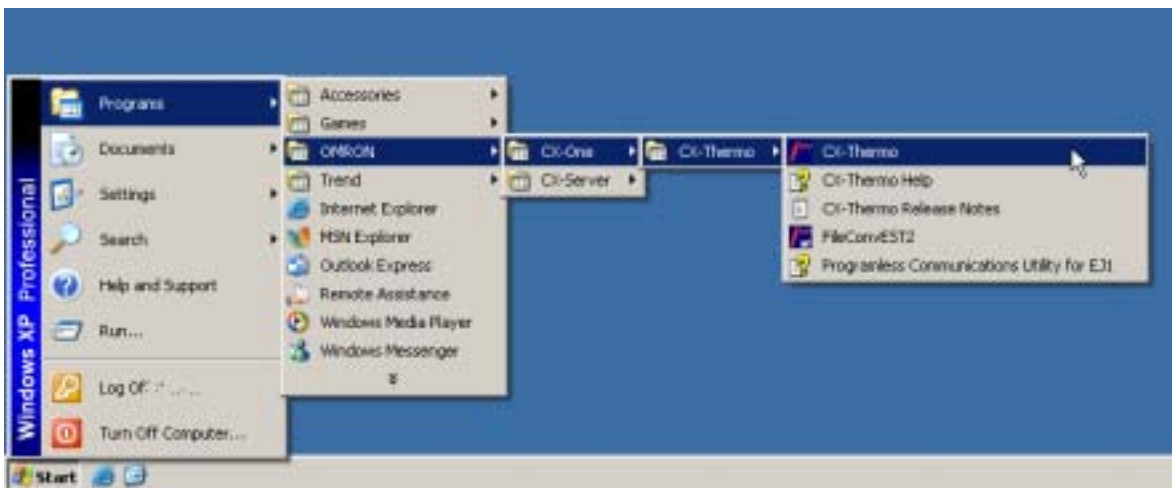 Windows XP Professional
Programs
Documents
Settings
Search
Help and Support
Run...
Log Off
Turn Off Computer...
Start
Accessories
Games
OMRON
Trend
Internet Explorer
MSN Explorer
Outlook Express
Remote Assistance
Windows Media Player
Windows Messenger
CX-One
CX-Server
CX-Thermo
CX-Thermo
CX-Thermo Help
CX-Thermo Release Notes
FileConvEST2
Programless Communications Utility for EJ1